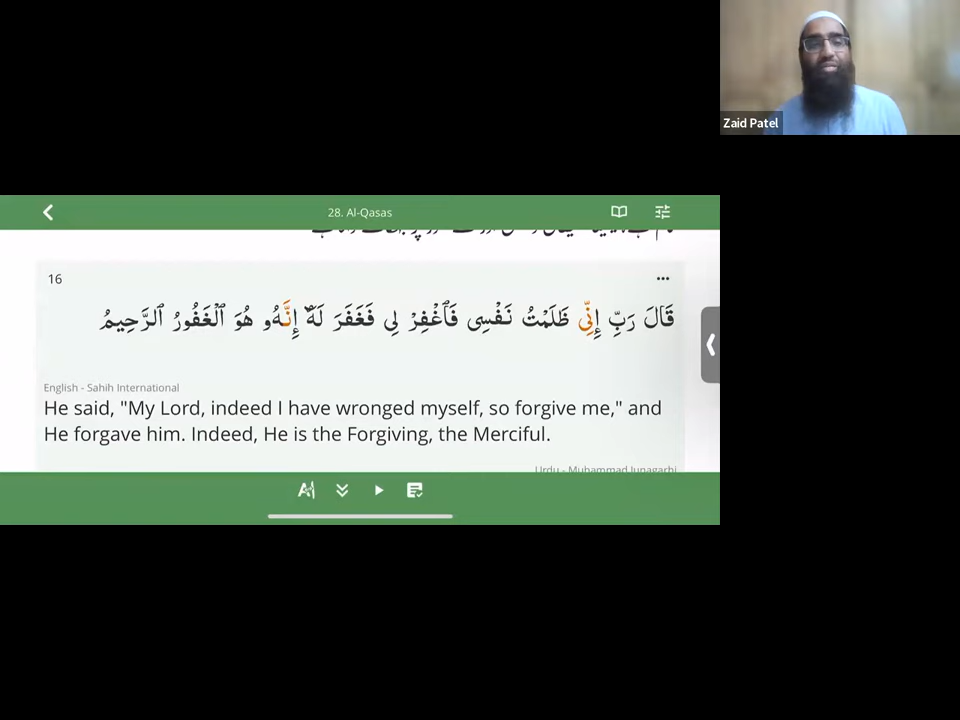 Zaid Patel
28. Al-Qasas
16
قَالَ رَبِّ إِنِّى ظَلَمْتُ نَفْسِى فَٱغْفِرْ لِى فَغَفَرَ لَهُۥٓ إِنَّهُۥ هُوَ ٱلْغَفُورُ ٱلرَّحِيمُ
English - Sahih International
He said, "My Lord, indeed I have wronged myself, so forgive me," and
He forgave him. Indeed, He is the Forgiving, the Merciful.
Urdu - Muhammad Junagarhi